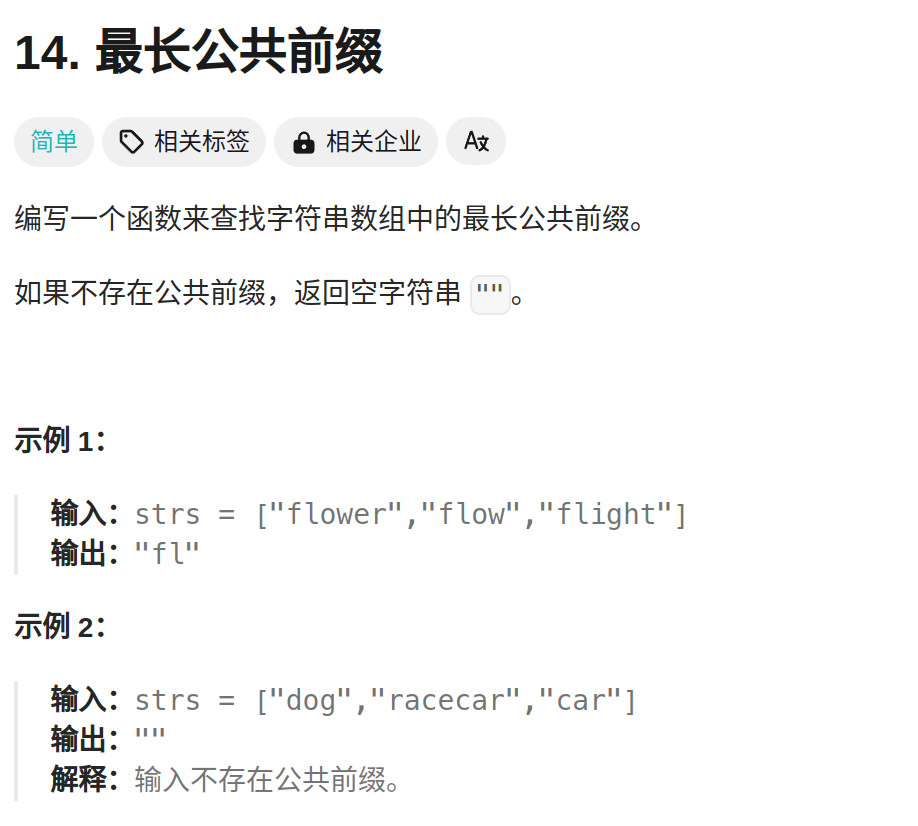 14. 最长公共前缀
简单 相关标签 相关企业
编写一个函数来查找字符串数组中的最长公共前缀。
如果不存在公共前缀，返回空字符串 ""。
示例 1：
输入：strs = ["flower","flow","flight"]
输出："fl"
示例 2：
输入：strs = ["dog","racecar","car"]
输出：""
解释：输入不存在公共前缀。